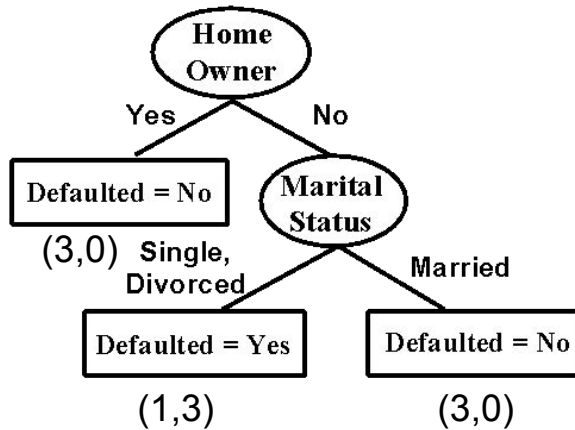 Home
Owner
Yes
No
Defaulted = No
Marital
Status
(3,0)
Single,
Divorced
Married
Defaulted = Yes
Defaulted = No
(1,3)
(3,0)